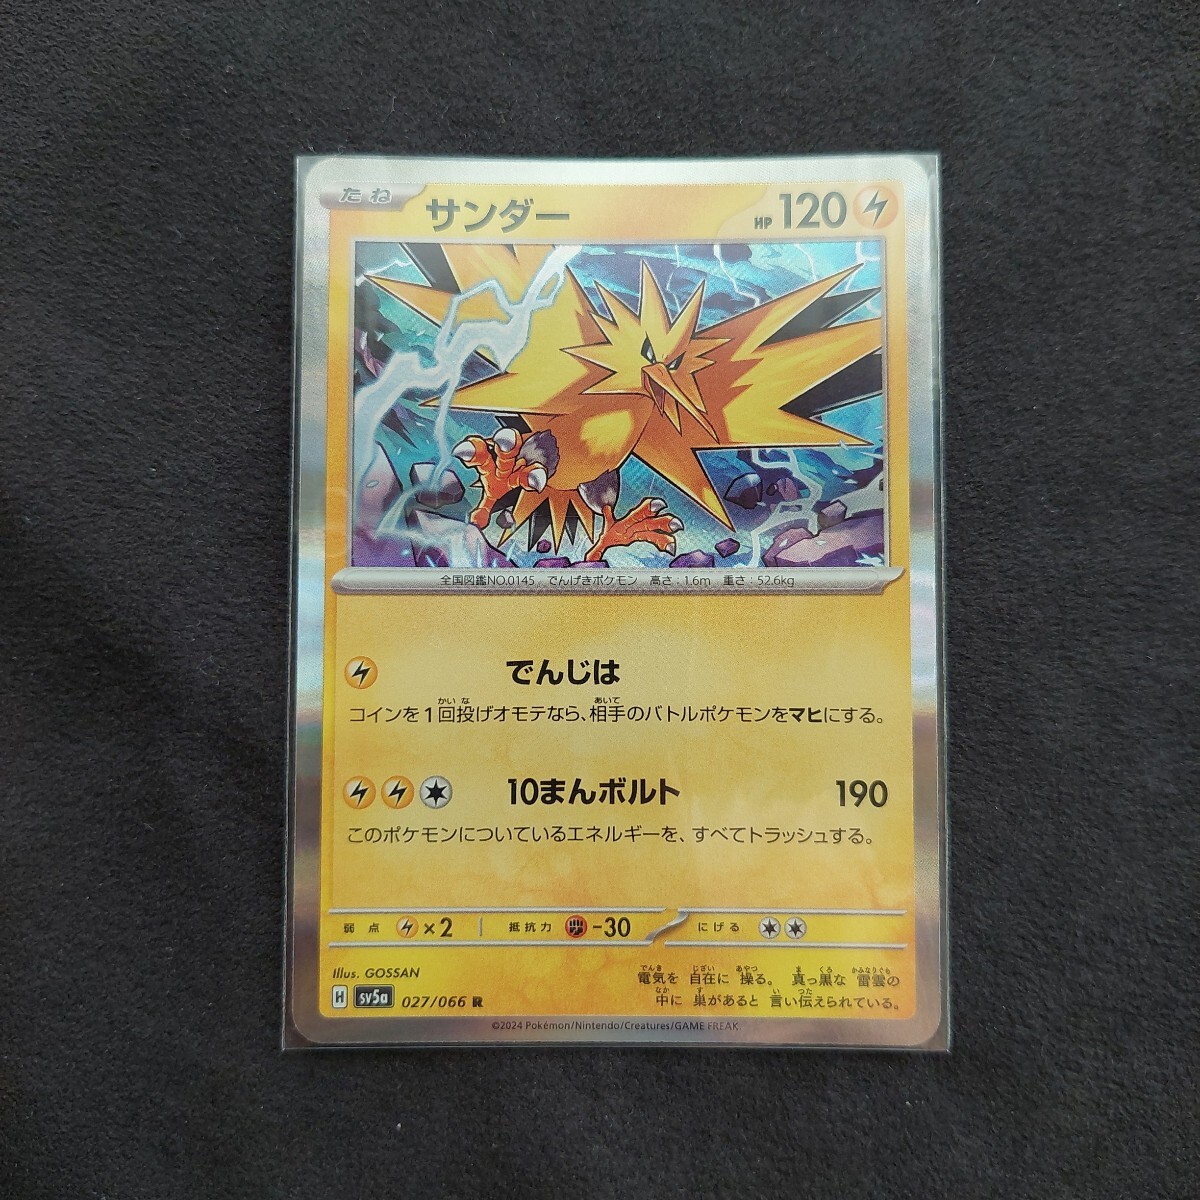 たね
サンダー
HP 120
全国図鑑NO.0145 でんげきポケモン 高さ:1.6m 重さ:52.6kg
でんじは
コインを1回投げオモテなら、相手のバトルポケモンをマヒにする。
10まんボルト 190
このポケモンについているエネルギーを、すべてトラッシュする。
弱点 ×2 抵抗力 -30 にげる
Illus. GOSSAN
電気を 自在に 操る。真っ黒な 雷雲の
中に 巣があると 言い伝えられている。
H sv5a 027/066 R
©2024 Pokémon/Nintendo/Creatures/GAME FREAK.